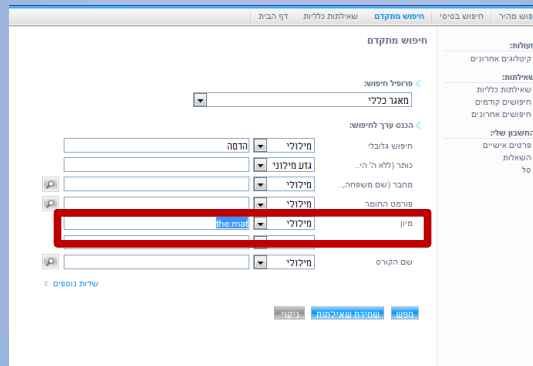 חיפוש מהיר | חיפוש בסיסי | חיפוש מתקדם שאילתות כלליות דף הבית
פעולות:
קיטלוגים אחרונים
שאילתות:
שאילתות כלליות
חיפושים קודמים
חיפושים אחרונים
החשבון שלי:
פרטים אישיים
השאלות
סל
חיפוש מתקדם
פרופיל חיפוש:
מאגר כללי
הכנס ערך לחיפוש:
חיפוש גלובלי מילולי הדסה
כותר (ללא ה' הי.. גזע מילוני
מחבר (שם משפחה,.. מילולי
פורמט החומר מילולי
מיון מילולי the:mat
שם הקורס מילולי
שדות נוספים
חפש שמירת שאילתות ניקוי